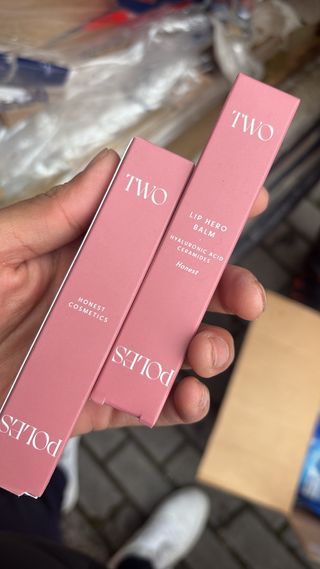 TWO
HONEST
COSMETICS
POLES
TWO
LIP HERO
BALM
HYALURONIC ACID
CERAMIDES
Honest
POLES